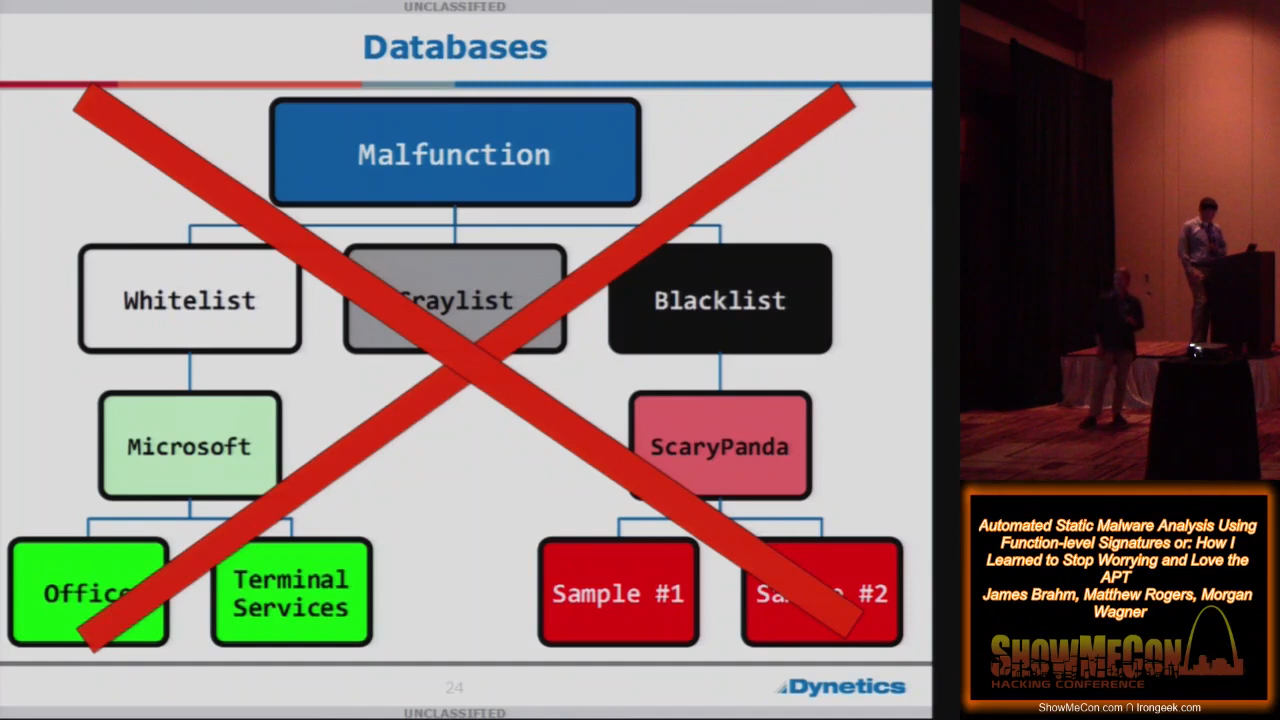 UNCLASSIFIED
Databases
Malfunction
Whitelist
Graylist
Blacklist
Microsoft
ScaryPanda
Office
Terminal
Services
Sample #1
Sample #2
24
Dynetics
UNCLASSIFIED
Automated Static Malware Analysis Using
Function-level Signatures or: How I
Learned to Stop Worrying and Love the
APT
James Brahm, Matthew Rogers, Morgan
Wagner
ShowMeCon
HACKING CONFERENCE
ShowMeCon.com ∩ Irongeek.com